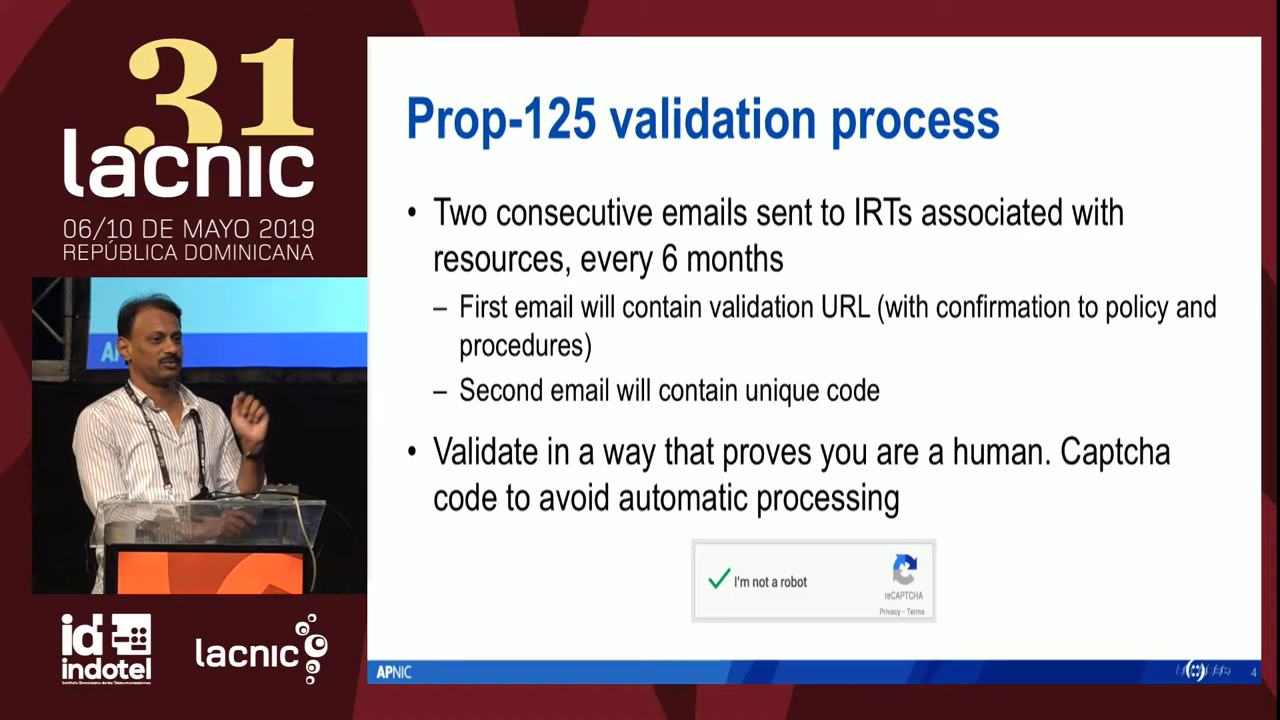 31
lacnic
06/10 DE MAYO 2019
REPÚBLICA DOMINICANA
AP
id
indotel
lacnic
Prop-125 validation process
• Two consecutive emails sent to IRTs associated with
resources, every 6 months
– First email will contain validation URL (with confirmation to policy and
procedures)
– Second email will contain unique code
• Validate in a way that proves you are a human. Captcha
code to avoid automatic processing
I'm not a robot
reCAPTCHA
Privacy - Terms
APNIC
4